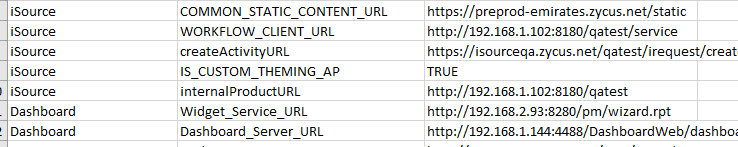 iSource COMMON_STATIC_CONTENT_URL https://preprod-emirates.zycus.net/static
iSource WORKFLOW_CLIENT_URL http://192.168.1.102:8180/qatest/service
iSource createActivityURL https://isourceqa.zycus.net/qatest/irequest/creat
iSource IS_CUSTOM_THEMING_AP TRUE
iSource internalProductURL http://192.168.1.102:8180/qatest
Dashboard Widget_Service_URL http://192.168.2.93:8280/pm/wizard.rpt
Dashboard Dashboard_Server_URL http://192.168.1.144:4488/DashboardWeb/dashbo